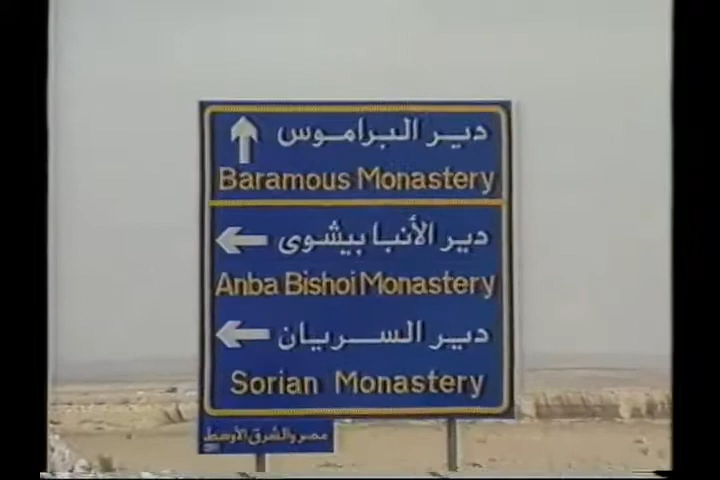 دير البراموس
Baramous Monastery
دير الأنبا بيشوى
Anba Bishoi Monastery
دير السريان
Sorian Monastery
مصر والشرق الأوسط